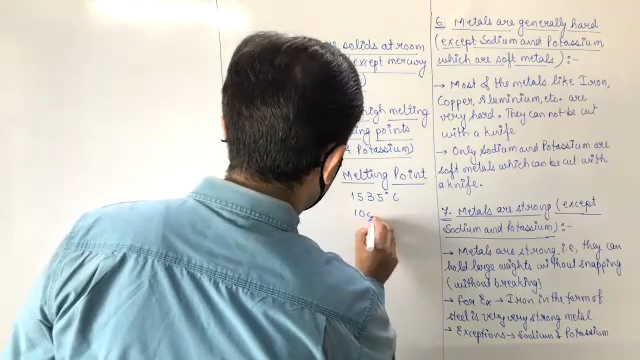 re solids at room
except mercury
high melting
ing points
Potassium)
Melting Point
1535°C
10
6. Metals are generally hard
(except Sodium and Potassium
which are soft metals) :-
→ Most of the metals like Iron,
Copper Aluminium, etc. are
very hard. They can not be cut
with a knife
→ Only Sodium and Potassium are
soft metals which can be cut with
a knife.
7. Metals are strong (except
Sodium and Potassium) :-
→ Metals are strong i.e, they can
hold large weights without snapping
(without breaking)
→ For Ex → Iron in the form of
steel is very very strong metal
→ Exceptions → Sodium & Potassium